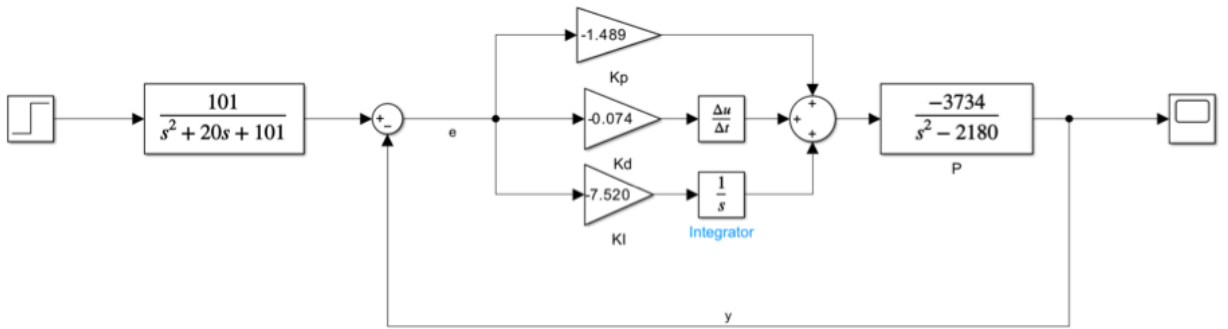 -1.489
Kp
101
s² + 20s + 101
+
−
e
-0.074
Kd
Δu
Δt
+
+
+
-3734
s² − 2180
P
-7.520
KI
1
s
Integrator
y